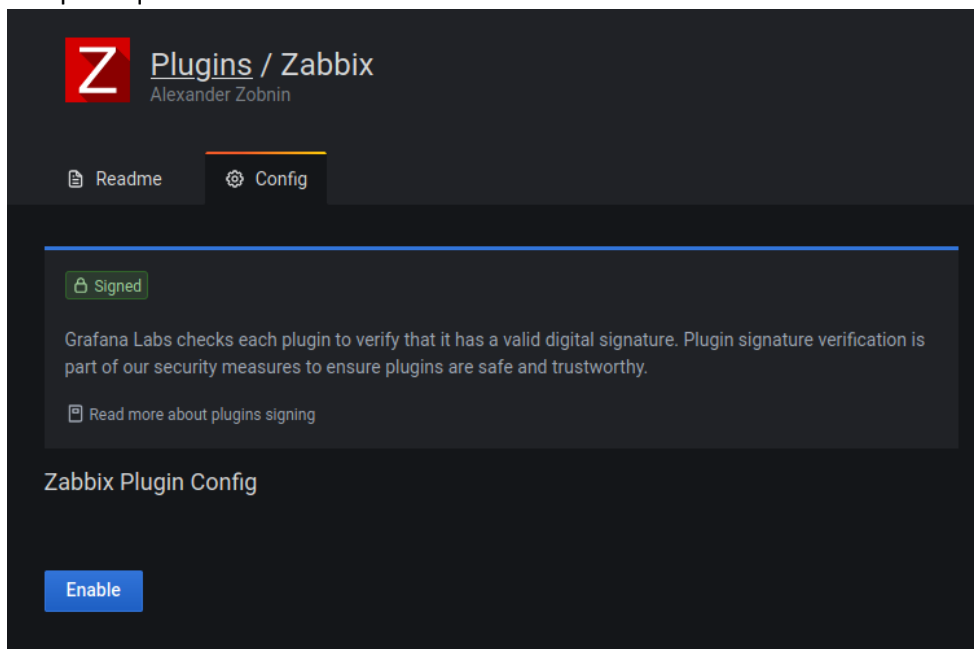 Z
Plugins / Zabbix
Alexander Zobnin
Readme
Config
Signed
Grafana Labs checks each plugin to verify that it has a valid digital signature. Plugin signature verification is
part of our security measures to ensure plugins are safe and trustworthy.
Read more about plugins signing
Zabbix Plugin Config
Enable